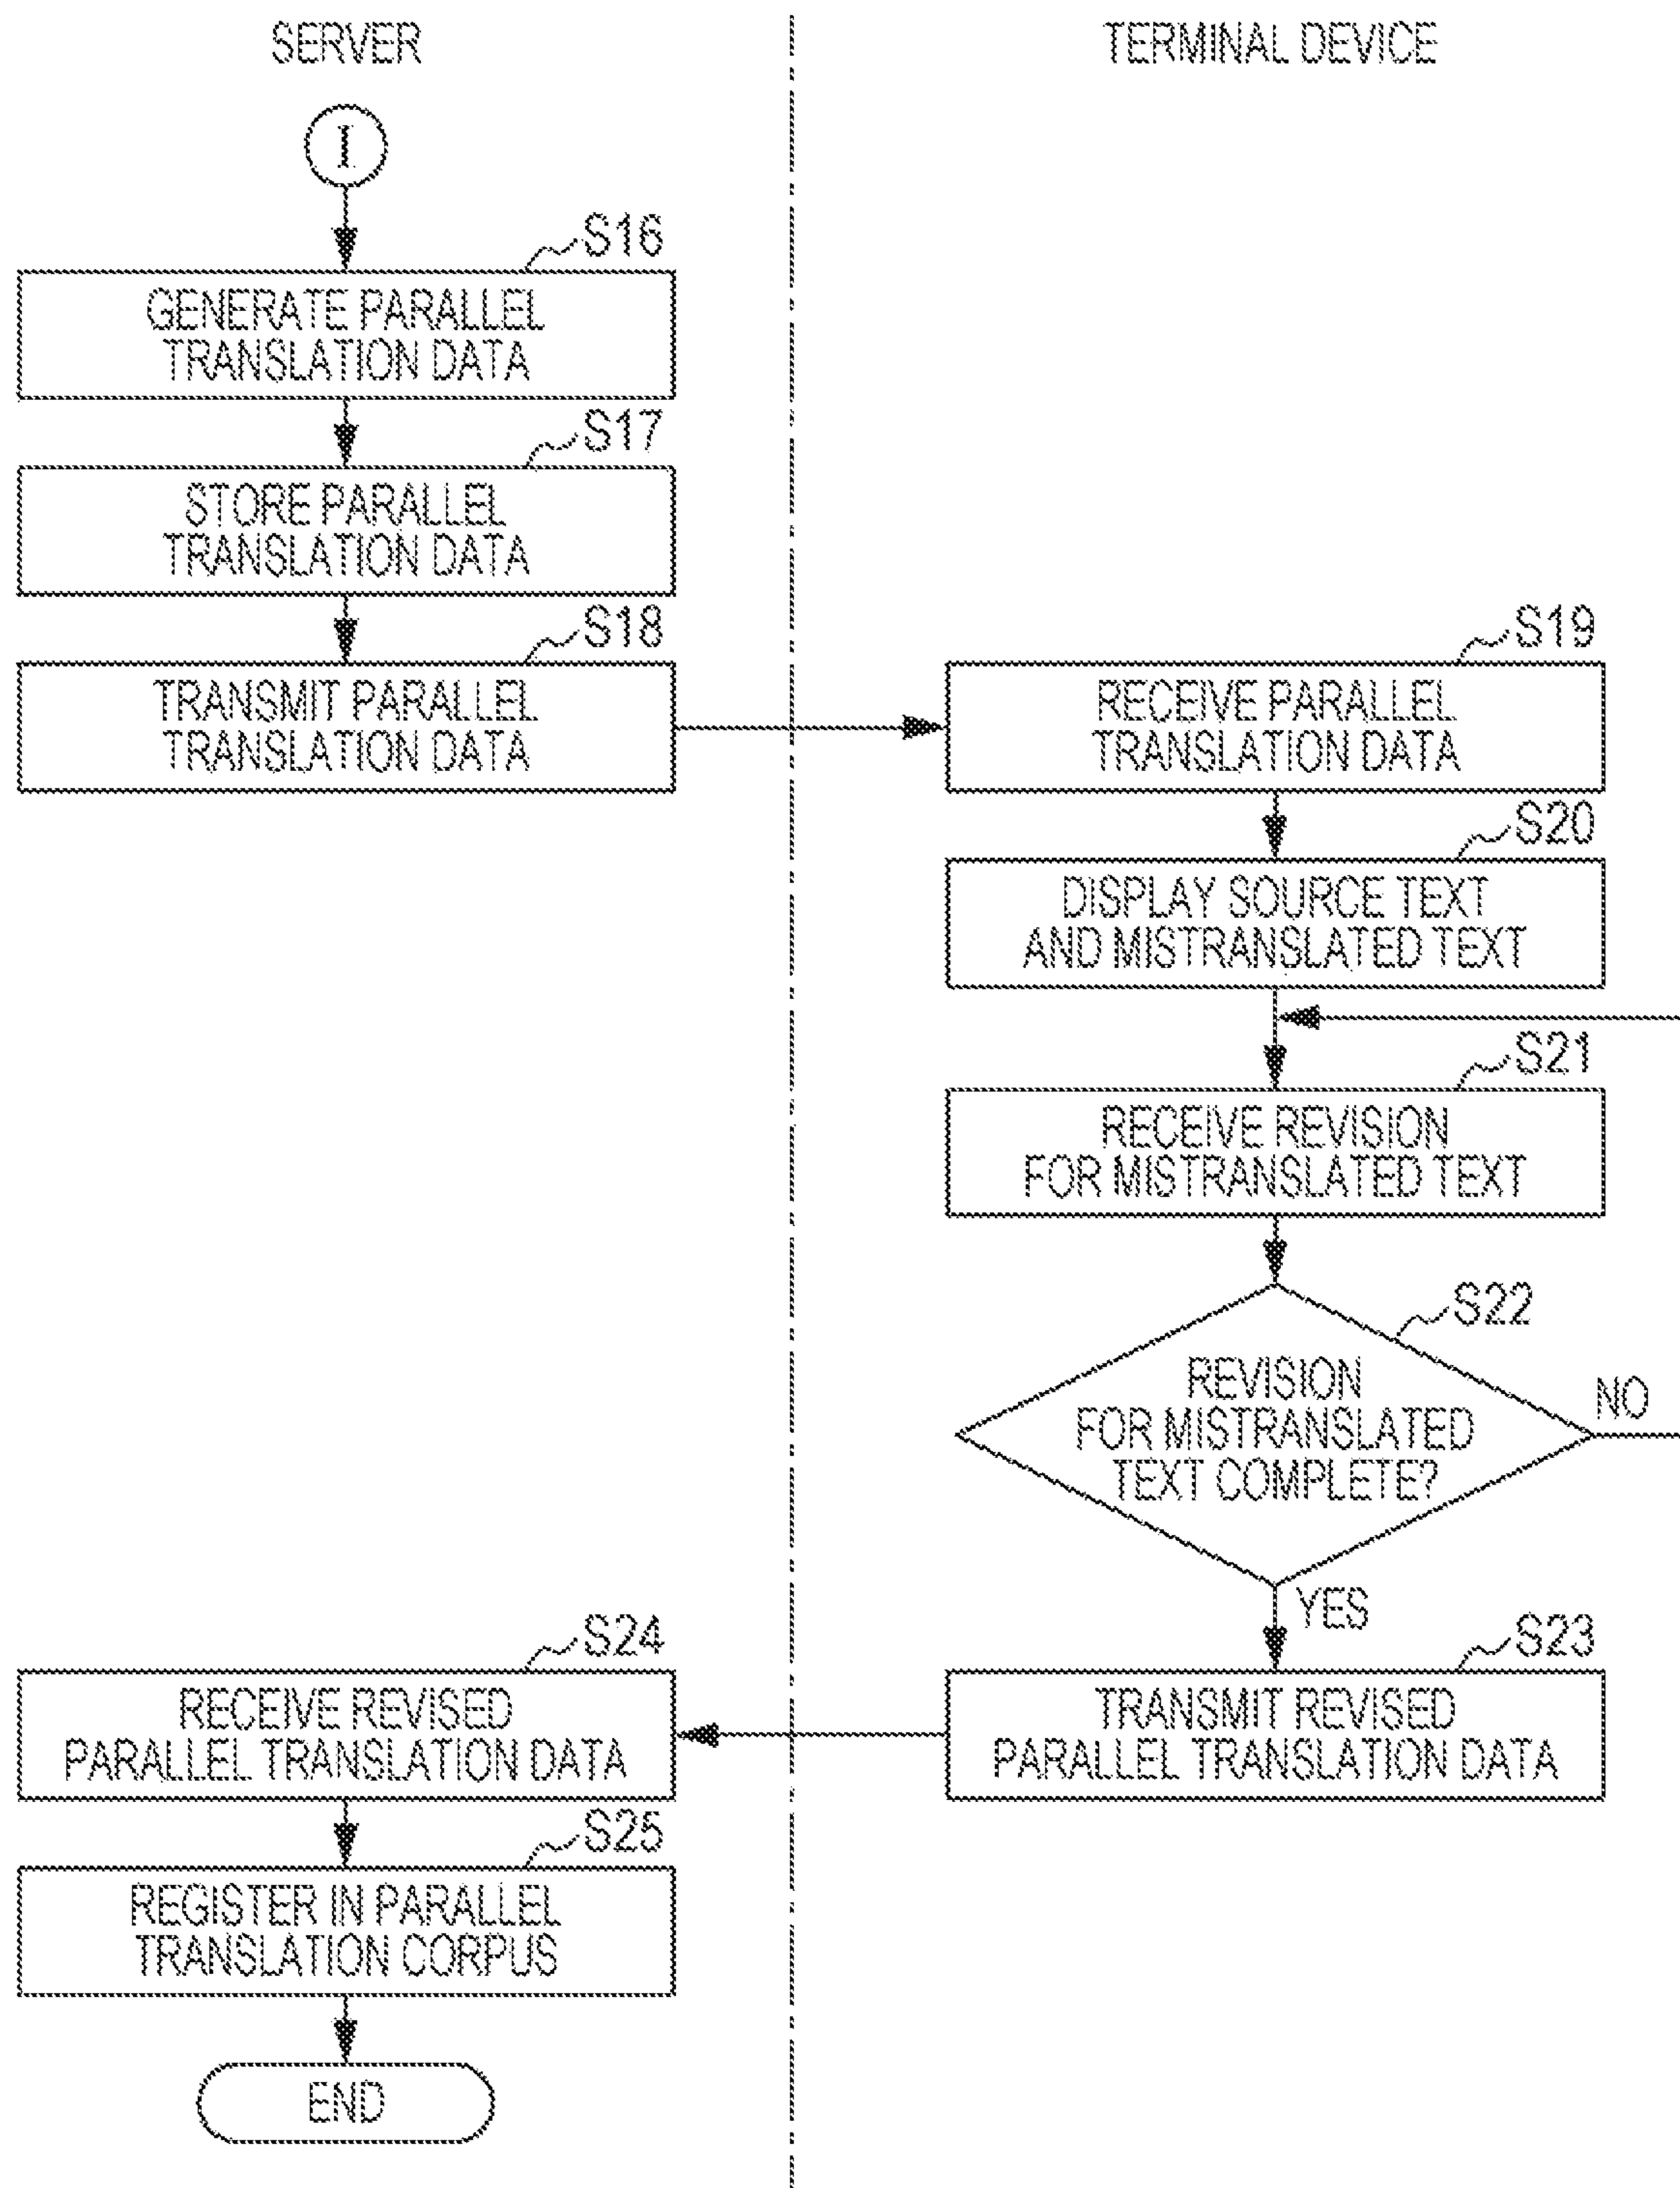 SERVER
TERMINAL DEVICE
I
S16
GENERATE PARALLEL
TRANSLATION DATA
S17
STORE PARALLEL
TRANSLATION DATA
S18
TRANSMIT PARALLEL
TRANSLATION DATA
S19
RECEIVE PARALLEL
TRANSLATION DATA
S20
DISPLAY SOURCE TEXT
AND MISTRANSLATED TEXT
S21
RECEIVE REVISION
FOR MISTRANSLATED TEXT
S22
REVISION
FOR MISTRANSLATED
TEXT COMPLETE?
NO
YES
S23
TRANSMIT REVISED
PARALLEL TRANSLATION DATA
S24
RECEIVE REVISED
PARALLEL TRANSLATION DATA
S25
REGISTER IN PARALLEL
TRANSLATION CORPUS
END